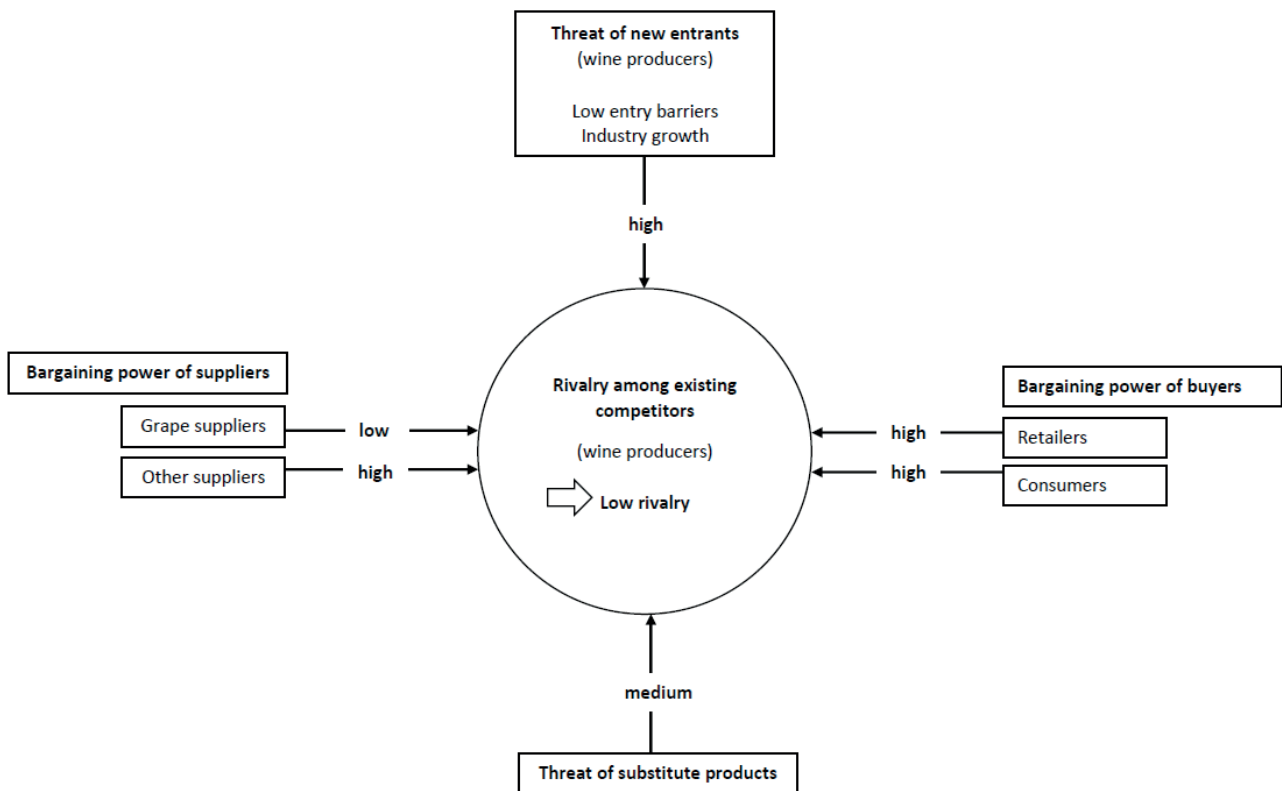 Threat of new entrants
(wine producers)
Low entry barriers
Industry growth
high
Bargaining power of suppliers
Grape suppliers
low
Other suppliers
high
Rivalry among existing
competitors
(wine producers)
Low rivalry
Bargaining power of buyers
high
Retailers
high
Consumers
medium
Threat of substitute products